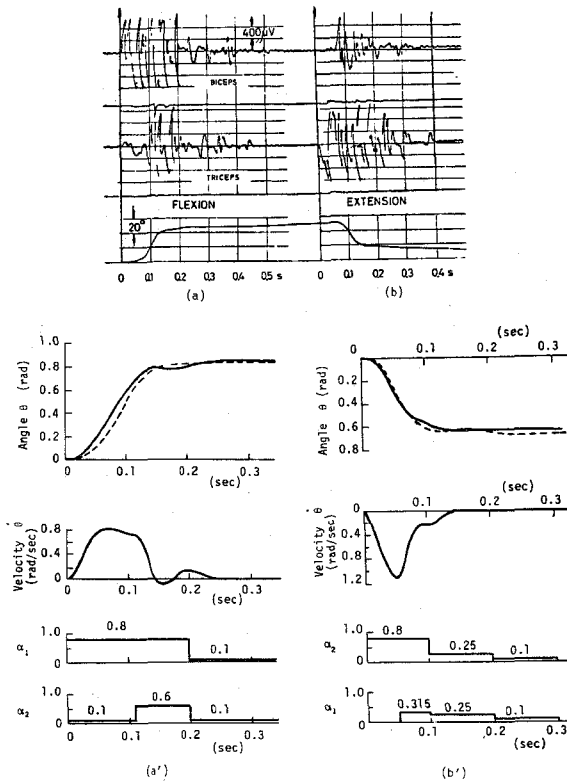 400μV
BICEPS
TRICEPS
FLEXION EXTENSION
20°
0 0.1 0.2 0.3 0.4 0.5 s 0 0.1 0.2 0.3 0.4 s
(a) (b)
Angle θ (rad)
1.0
0.8
0.6
0.4
0.2
0
0 0.1 0.2 0.3
(sec)
(sec)
0 0.1 0.2 0.3
Angle θ (rad)
0
0.2
0.4
0.6
0.8
Velocity θ̇
(rad/sec)
0.8
0.4
0
0.1 0.2 0.3
(sec)
(sec)
0.1 0.2 0.3
Velocity θ̇
(rad/sec)
0
0.4
0.8
1.2
α₁
1.0
0
0.8
0.1
α₂
1.0
0
0.8
0.25
0.1
α₂
1.0
0
0.1
0.6
0.1
0 0.1 0.2 0.3
(sec)
α₁
1.0
0
0.315
0.25
0.1
0 0.1 0.2 0.3
(sec)
(a') (b')